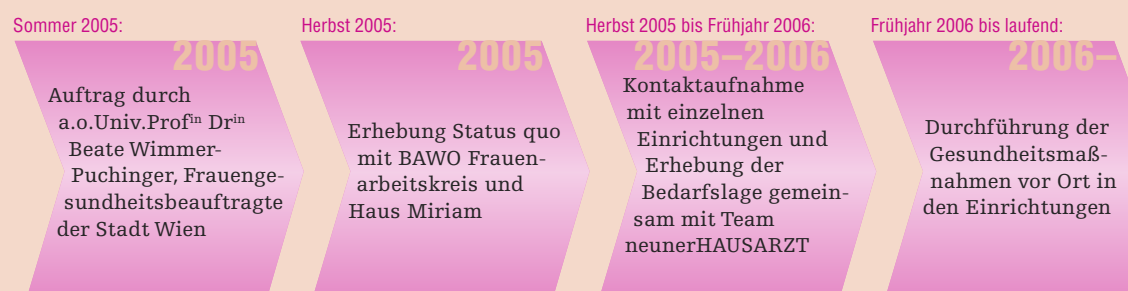 Sommer 2005:
2005
Auftrag durch
a.o.Univ.Profin Drin
Beate Wimmer-
Puchinger, Frauenge-
sundheitsbeauftragte
der Stadt Wien
Herbst 2005:
2005
Erhebung Status quo
mit BAWO Frauen-
arbeitskreis und
Haus Miriam
Herbst 2005 bis Frühjahr 2006:
2005–2006
Kontaktaufnahme
mit einzelnen
Einrichtungen und
Erhebung der
Bedarfslage gemein-
sam mit Team
neunerHAUSARZT
Frühjahr 2006 bis laufend:
2006–
Durchführung der
Gesundheitsmaß-
nahmen vor Ort in
den Einrichtungen